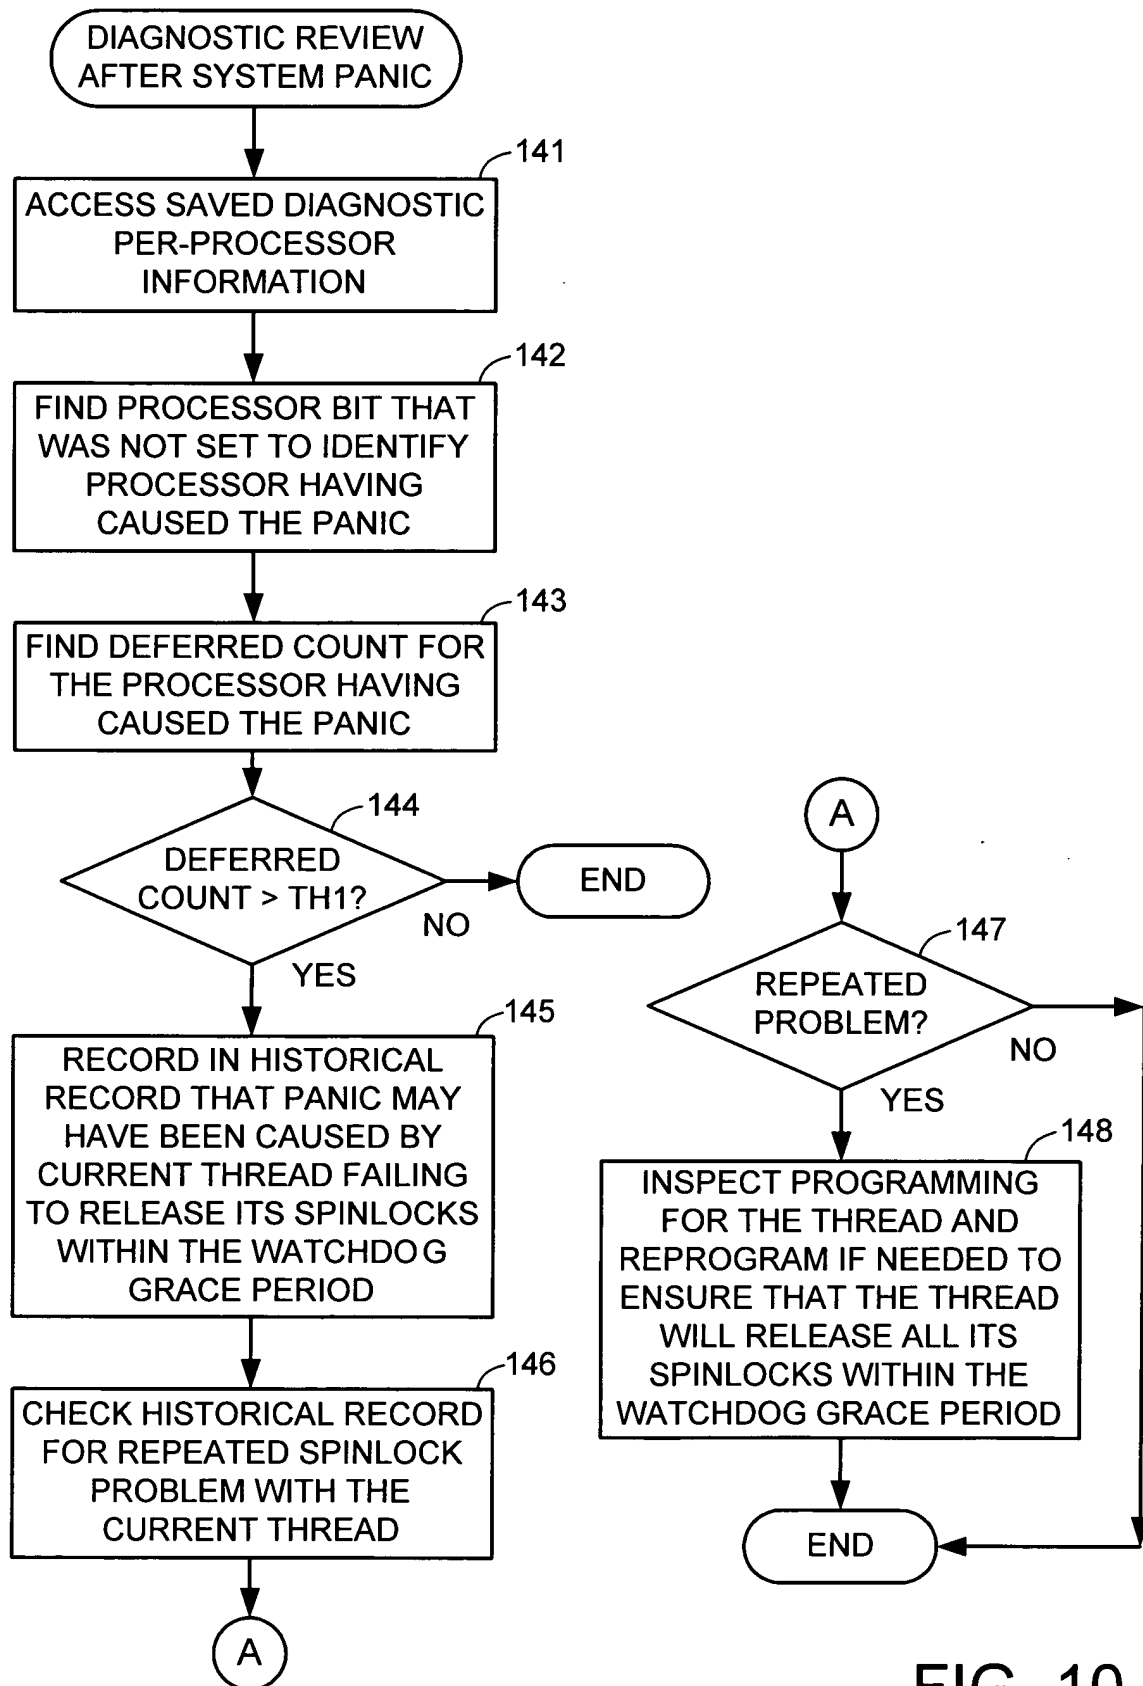 DIAGNOSTIC REVIEW
AFTER SYSTEM PANIC
141
ACCESS SAVED DIAGNOSTIC
PER-PROCESSOR
INFORMATION
142
FIND PROCESSOR BIT THAT
WAS NOT SET TO IDENTIFY
PROCESSOR HAVING
CAUSED THE PANIC
143
FIND DEFERRED COUNT FOR
THE PROCESSOR HAVING
CAUSED THE PANIC
144
DEFERRED
COUNT > TH1?
NO
END
YES
145
RECORD IN HISTORICAL
RECORD THAT PANIC MAY
HAVE BEEN CAUSED BY
CURRENT THREAD FAILING
TO RELEASE ITS SPINLOCKS
WITHIN THE WATCHDOG
GRACE PERIOD
146
CHECK HISTORICAL RECORD
FOR REPEATED SPINLOCK
PROBLEM WITH THE
CURRENT THREAD
A
A
147
REPEATED
PROBLEM?
NO
YES
148
INSPECT PROGRAMMING
FOR THE THREAD AND
REPROGRAM IF NEEDED TO
ENSURE THAT THE THREAD
WILL RELEASE ALL ITS
SPINLOCKS WITHIN THE
WATCHDOG GRACE PERIOD
END
FIG. 10